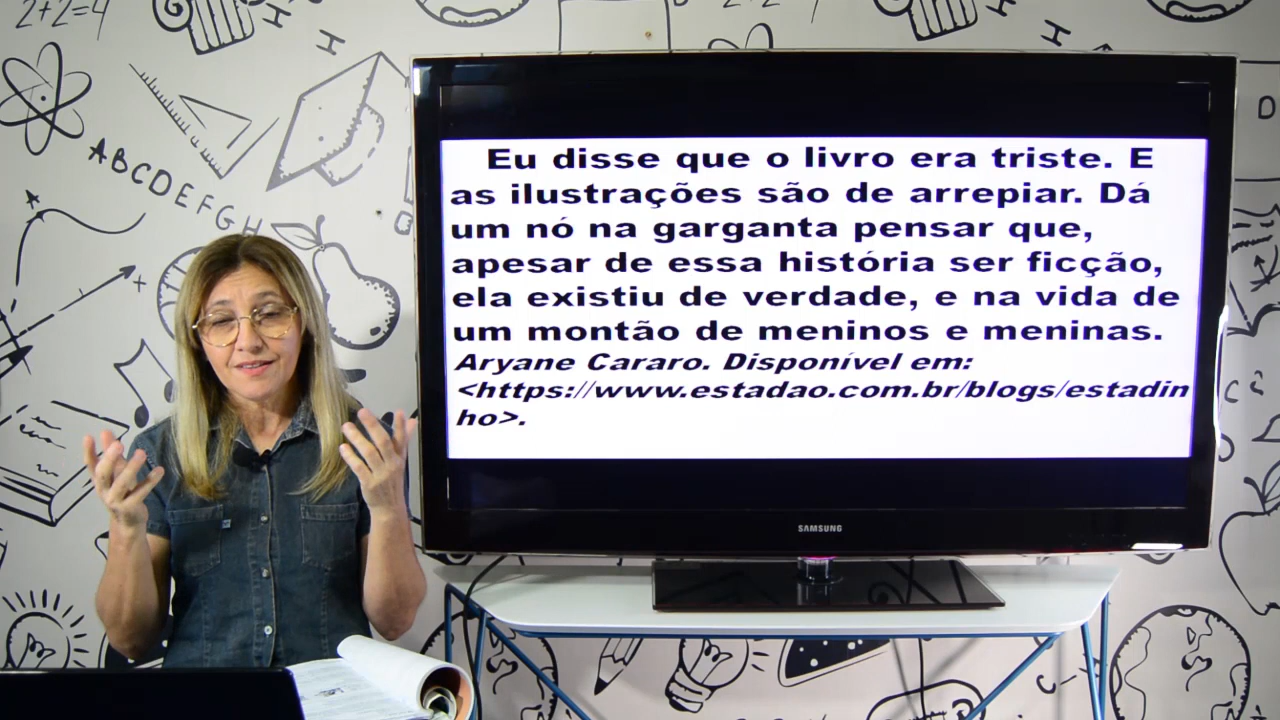 2+2=4
ABCDEFGH
Eu disse que o livro era triste. E
as ilustrações são de arrepiar. Dá
um nó na garganta pensar que,
apesar de essa história ser ficção,
ela existiu de verdade, e na vida de
um montão de meninos e meninas.
Aryane Cararo. Disponível em:
<https://www.estadao.com.br/blogs/estadin
ho>.
SAMSUNG